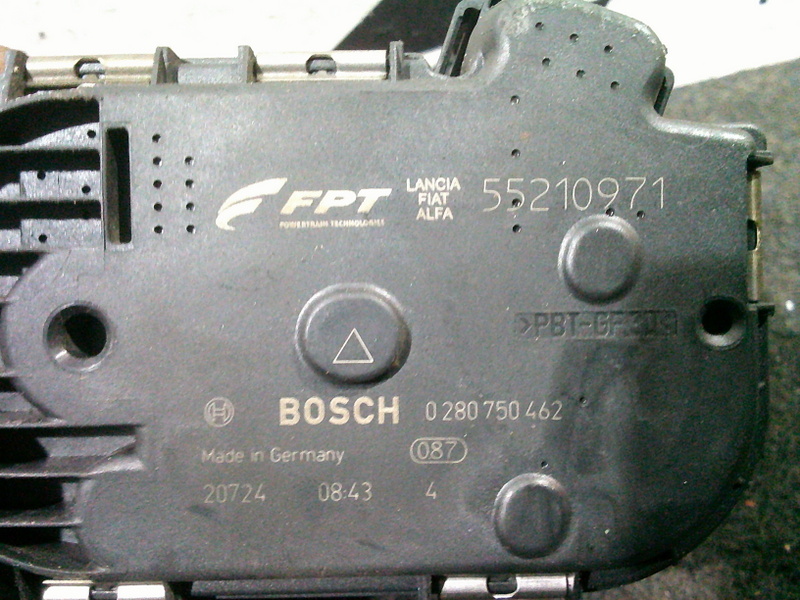 FPT
POWERTRAIN TECHNOLOGIES
LANCIA
FIAT
ALFA
55210971
>PBT-GF30<
BOSCH 0 280 750 462
Made in Germany 087
20724 08:43 4